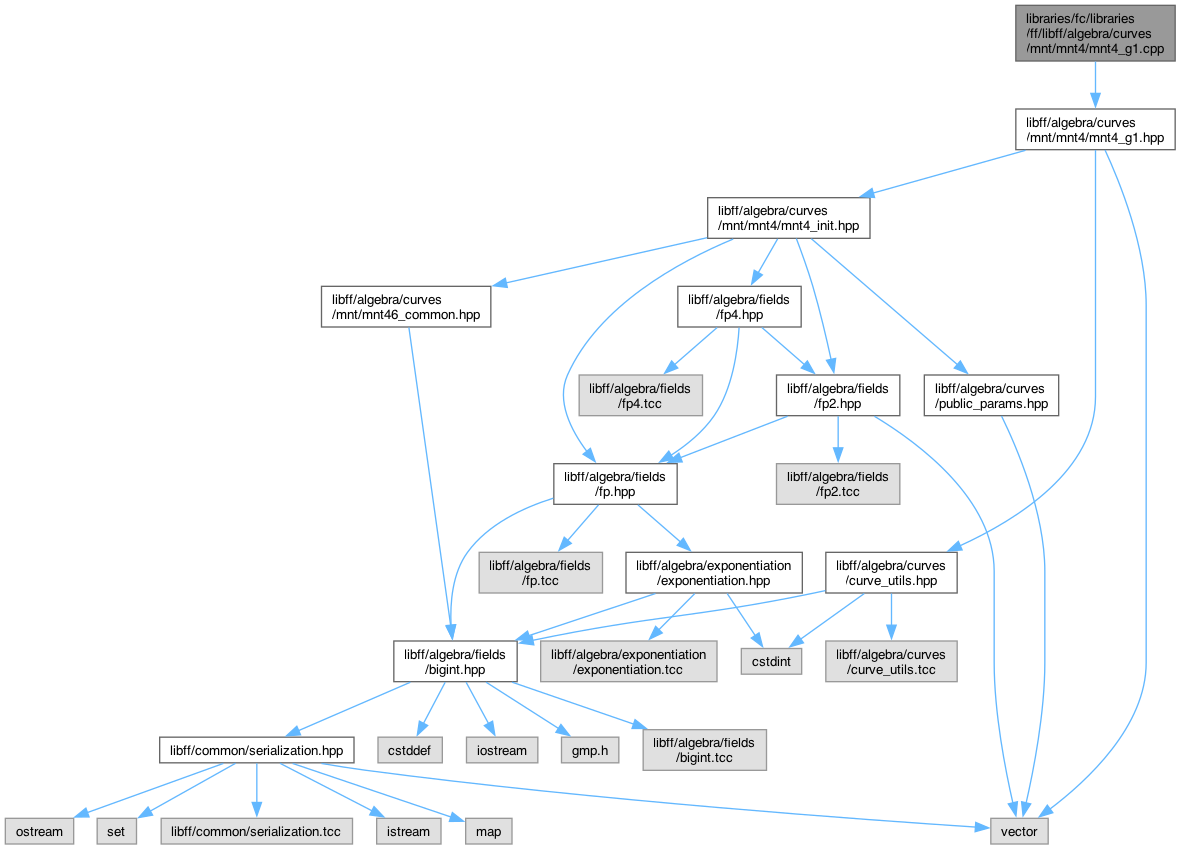 libraries/fc/libraries
/ff/libff/algebra/curves
/mnt/mnt4/mnt4_g1.cpp
libff/algebra/curves
/mnt/mnt4/mnt4_g1.hpp
libff/algebra/curves
/mnt/mnt4/mnt4_init.hpp
libff/algebra/curves
/mnt/mnt46_common.hpp
libff/algebra/fields
/fp4.hpp
libff/algebra/fields
/fp4.tcc
libff/algebra/fields
/fp2.hpp
libff/algebra/curves
/public_params.hpp
libff/algebra/fields
/fp.hpp
libff/algebra/fields
/fp2.tcc
libff/algebra/fields
/fp.tcc
libff/algebra/exponentiation
/exponentiation.hpp
libff/algebra/curves
/curve_utils.hpp
libff/algebra/fields
/bigint.hpp
libff/algebra/exponentiation
/exponentiation.tcc
cstdint
libff/algebra/curves
/curve_utils.tcc
libff/common/serialization.hpp
cstddef
iostream
gmp.h
libff/algebra/fields
/bigint.tcc
ostream
set
libff/common/serialization.tcc
istream
map
vector